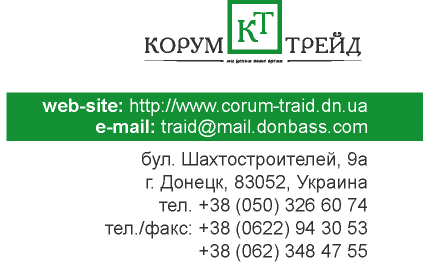 КОРУМ КТ ТРЕЙД
web-site: http://www.corum-traid.dn.ua
e-mail: traid@mail.donbass.com
бул. Шахтостроителей, 9а
г. Донецк, 83052, Украина
тел. +38 (050) 326 60 74
тел./факс: +38 (0622) 94 30 53
+38 (062) 348 47 55